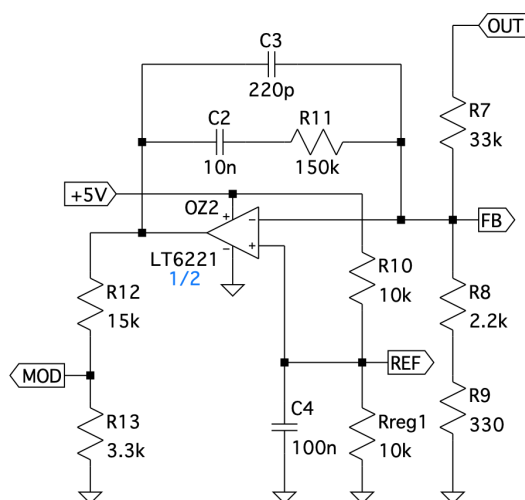 OUT
C3
220p
R7
33k
C2
R11
10n
150k
+5V
OZ2
+
−
FB
LT6221
1/2
−
+
R12
15k
R10
10k
R8
2.2k
MOD
REF
R13
3.3k
C4
100n
Rreg1
10k
R9
330